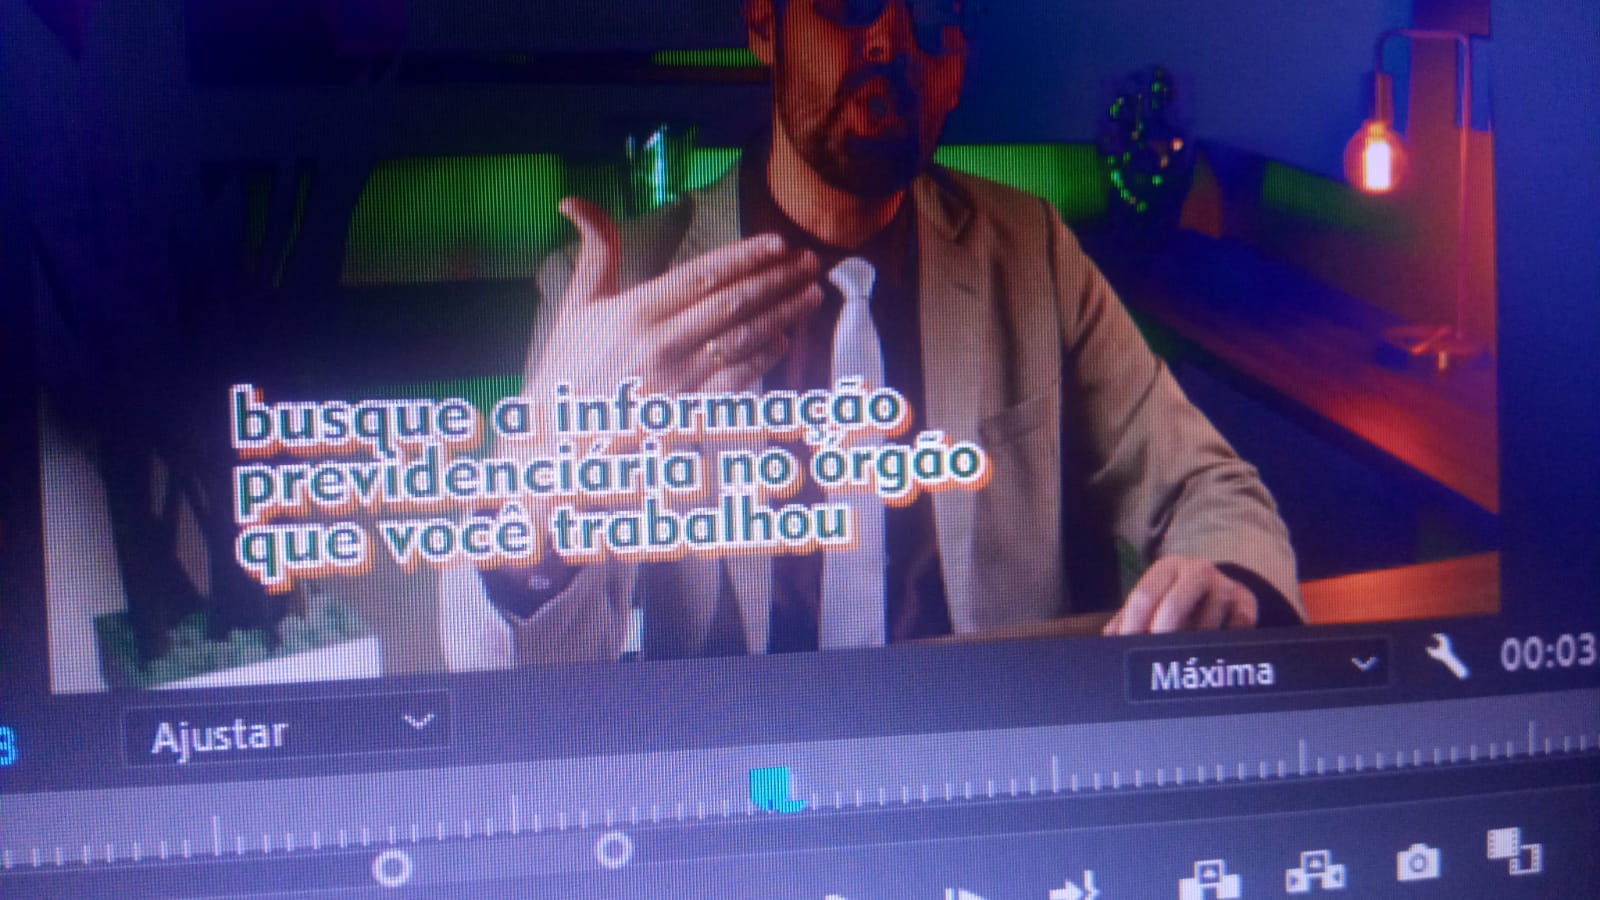 busque a informação
previdenciária no órgão
que você trabalhou
Máxima
00:03
Ajustar